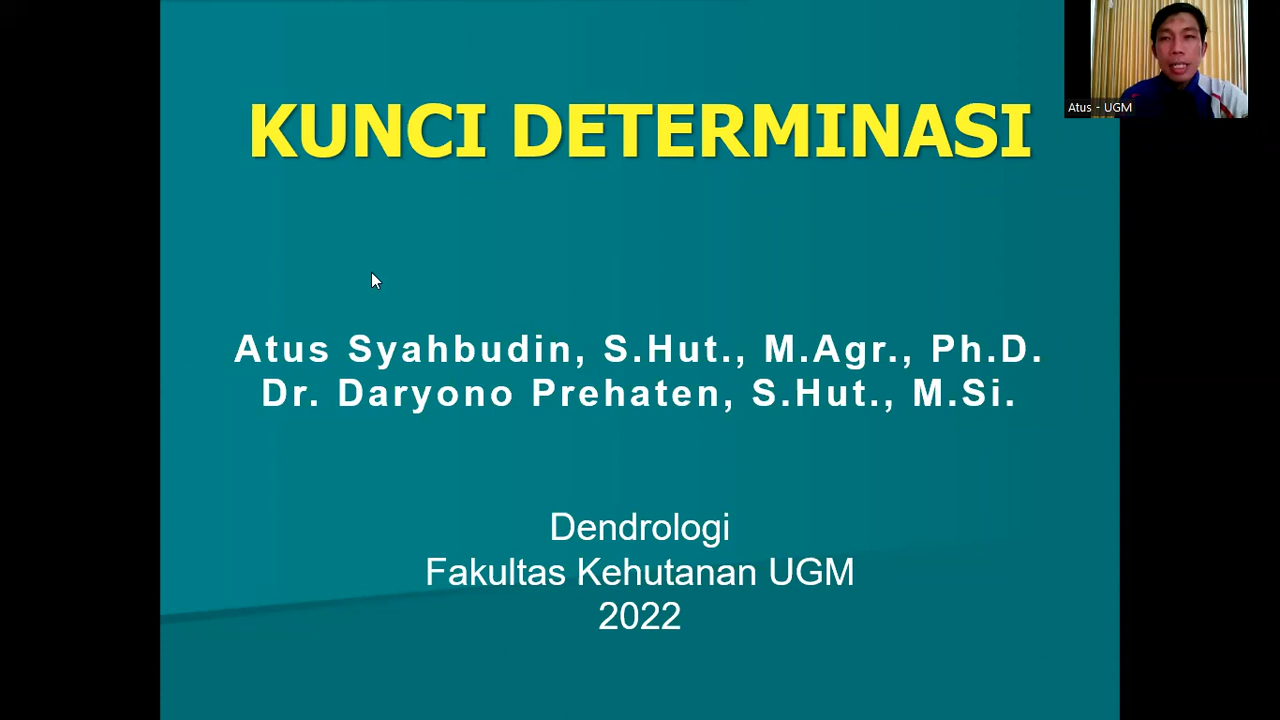 KUNCI DETERMINASI
Atus - UGM
Atus Syahbudin, S.Hut., M.Agr., Ph.D.
Dr. Daryono Prehaten, S.Hut., M.Si.
Dendrologi
Fakultas Kehutanan UGM
2022